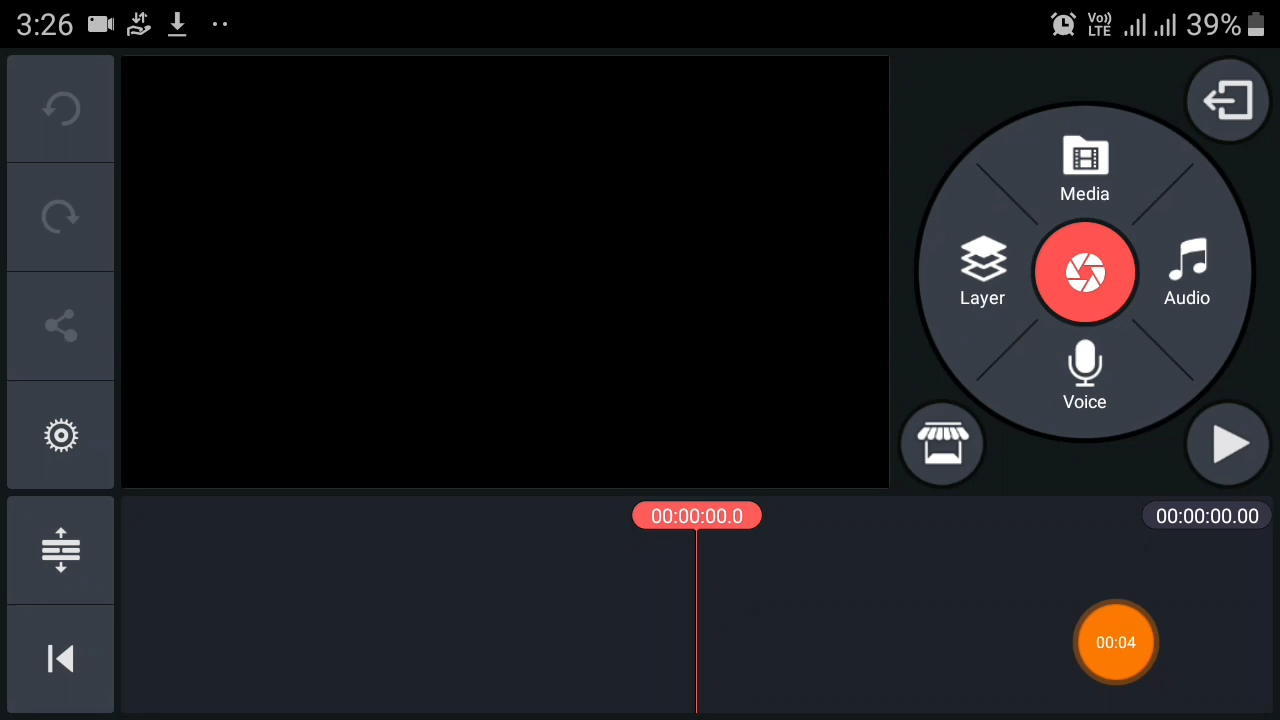 3:26
Vo)) LTE
39%
Media
Layer
Audio
Voice
00:00:00.0
00:00:00.00
00:04